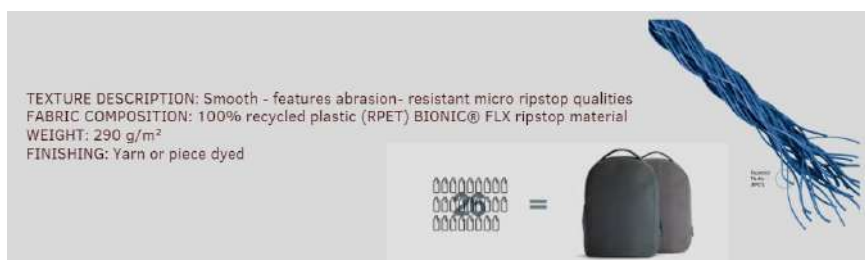 TEXTURE DESCRIPTION: Smooth - features abrasion- resistant micro ripstop qualities
FABRIC COMPOSITION: 100% recycled plastic (RPET) BIONIC® FLX ripstop material
WEIGHT: 290 g/m²
FINISHING: Yarn or piece dyed
26 =